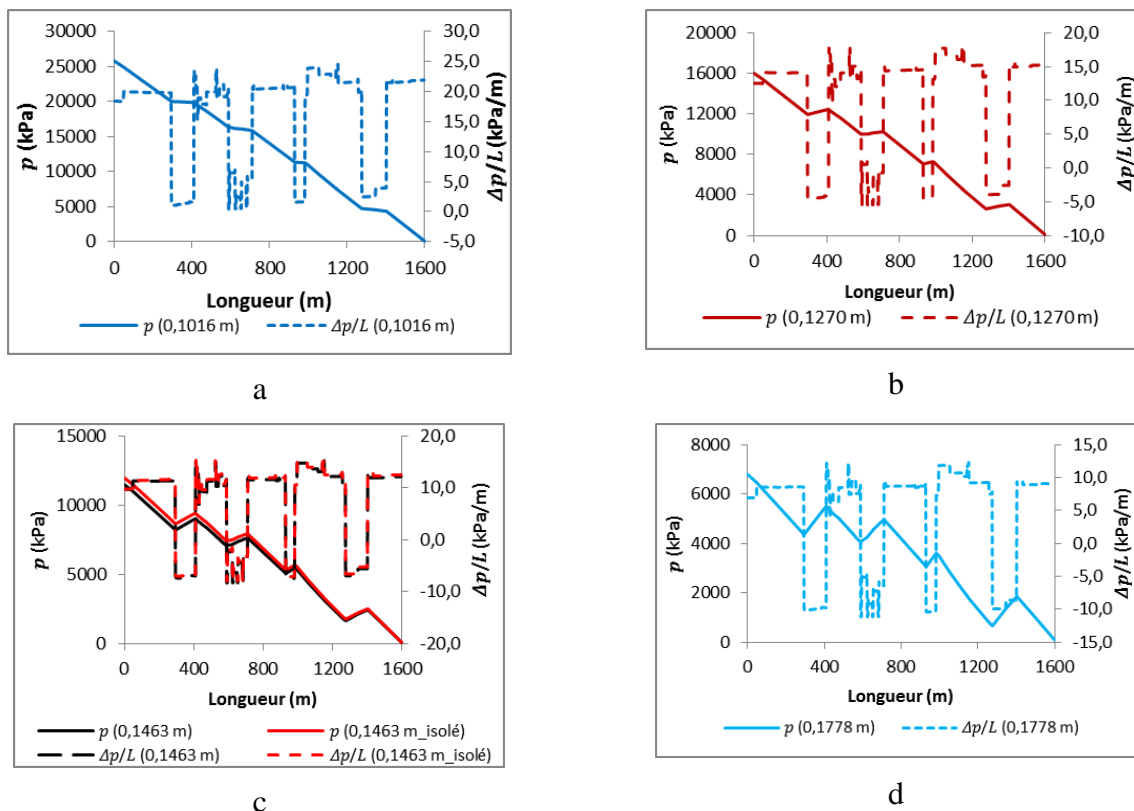 30000
25000
20000
15000
10000
5000
0
p (kPa)
30,0
25,0
20,0
15,0
10,0
5,0
0,0
-5,0
Δp/L (kPa/m)
0 400 800 1200 1600
Longueur (m)
p (0,1016 m) Δp/L (0,1016 m)
a
20000
16000
12000
8000
4000
0
p (kPa)
20,0
15,0
10,0
5,0
0,0
-5,0
-10,0
Δp/L (kPa/m)
0 400 800 1200 1600
Longueur (m)
p (0,1270 m) Δp/L (0,1270 m)
b
15000
10000
5000
0
p (kPa)
20,0
10,0
0,0
-10,0
-20,0
Δp/L (kPa/m)
0 400 800 1200 1600
Longueur (m)
p (0,1463 m) p (0,1463 m_isolé)
Δp/L (0,1463 m) Δp/L (0,1463 m_isolé)
c
8000
6000
4000
2000
0
p (kPa)
15,0
10,0
5,0
0,0
-5,0
-10,0
-15,0
Δp/L (kPa/m)
0 400 800 1200 1600
Longueur (m)
p (0,1778 m) Δp/L (0,1778 m)
d